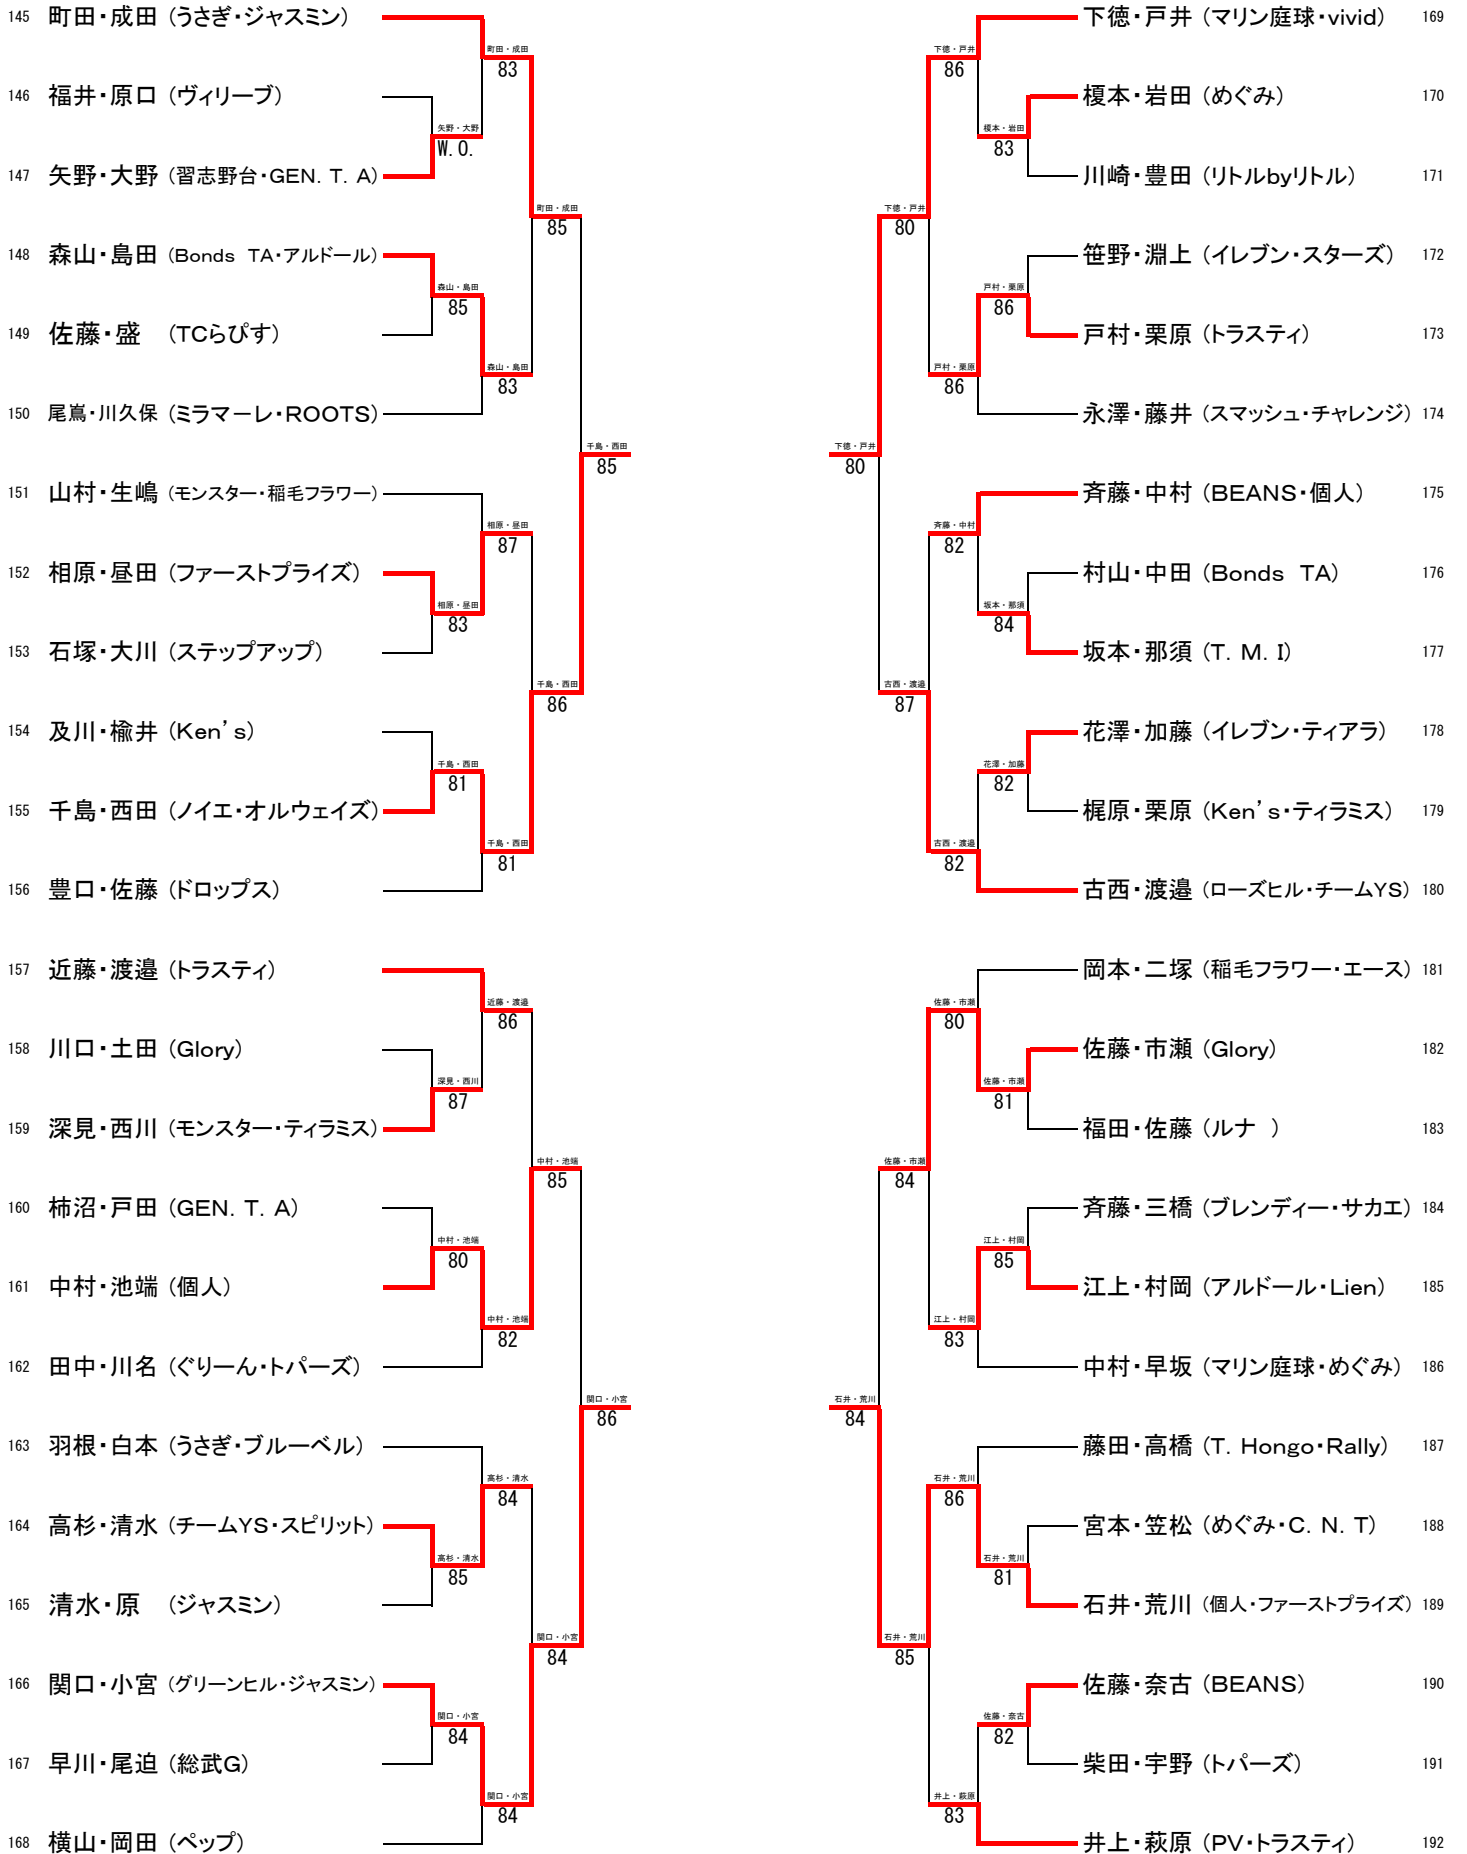 145 町田・成田 (うさぎ・ジャスミン)
町田・成田
83
146 福井・原口 (ヴィリーブ)
矢野・大野
W.O.
147 矢野・大野 (習志野台・GEN. T. A)
町田・成田
85
148 森山・島田 (Bonds TA・アルドール)
森山・島田
85
149 佐藤・盛 (TCらぴす)
森山・島田
83
150 尾嶌・川久保 (ミラマーレ・ROOTS)
千島・西田
85
151 山村・生嶋 (モンスター・稲毛フラワー)
相原・昼田
87
152 相原・昼田 (ファーストプライズ)
相原・昼田
83
153 石塚・大川 (ステップアップ)
千島・西田
86
154 及川・楡井 (Ken's)
千島・西田
81
155 千島・西田 (ノイエ・オルウェイズ)
千島・西田
81
156 豊口・佐藤 (ドロップス)
157 近藤・渡邉 (トラスティ)
近藤・渡邉
86
158 川口・土田 (Glory)
深見・西川
87
159 深見・西川 (モンスター・ティラミス)
中村・池端
85
160 柿沼・戸田 (GEN. T. A)
中村・池端
80
161 中村・池端 (個人)
中村・池端
82
162 田中・川名 (ぐりーん・トパーズ)
関口・小宮
86
163 羽根・白本 (うさぎ・ブルーベル)
高杉・清水
84
164 高杉・清水 (チームYS・スピリット)
高杉・清水
85
165 清水・原 (ジャスミン)
関口・小宮
84
166 関口・小宮 (グリーンヒル・ジャスミン)
関口・小宮
84
167 早川・尾迫 (総武G)
関口・小宮
84
168 横山・岡田 (ペップ)
下徳・戸井 (マリン庭球・vivid) 169
下徳・戸井
86
榎本・岩田 (めぐみ) 170
榎本・岩田
83
川崎・豊田 (リトルbyリトル) 171
下徳・戸井
80
笹野・淵上 (イレブン・スターズ) 172
戸村・栗原
86
戸村・栗原 (トラスティ) 173
戸村・栗原
86
永澤・藤井 (スマッシュ・チャレンジ) 174
下徳・戸井
80
斉藤・中村 (BEANS・個人) 175
斉藤・中村
82
村山・中田 (Bonds TA) 176
坂本・那須
84
坂本・那須 (T. M. I) 177
古西・渡邉
87
花澤・加藤 (イレブン・ティアラ) 178
花澤・加藤
82
梶原・栗原 (Ken's・ティラミス) 179
古西・渡邉
82
古西・渡邉 (ローズヒル・チームYS) 180
岡本・二塚 (稲毛フラワー・エース) 181
佐藤・市瀬
80
佐藤・市瀬 (Glory) 182
佐藤・市瀬
81
福田・佐藤 (ルナ ) 183
佐藤・市瀬
84
斉藤・三橋 (ブレンディー・サカエ) 184
江上・村岡
85
江上・村岡 (アルドール・Lien) 185
江上・村岡
83
中村・早坂 (マリン庭球・めぐみ) 186
石井・荒川
84
藤田・高橋 (T. Hongo・Rally) 187
石井・荒川
86
宮本・笠松 (めぐみ・C. N. T) 188
石井・荒川
81
石井・荒川 (個人・ファーストプライズ) 189
石井・荒川
85
佐藤・奈古 (BEANS) 190
佐藤・奈古
82
柴田・宇野 (トパーズ) 191
井上・萩原
83
井上・萩原 (PV・トラスティ) 192